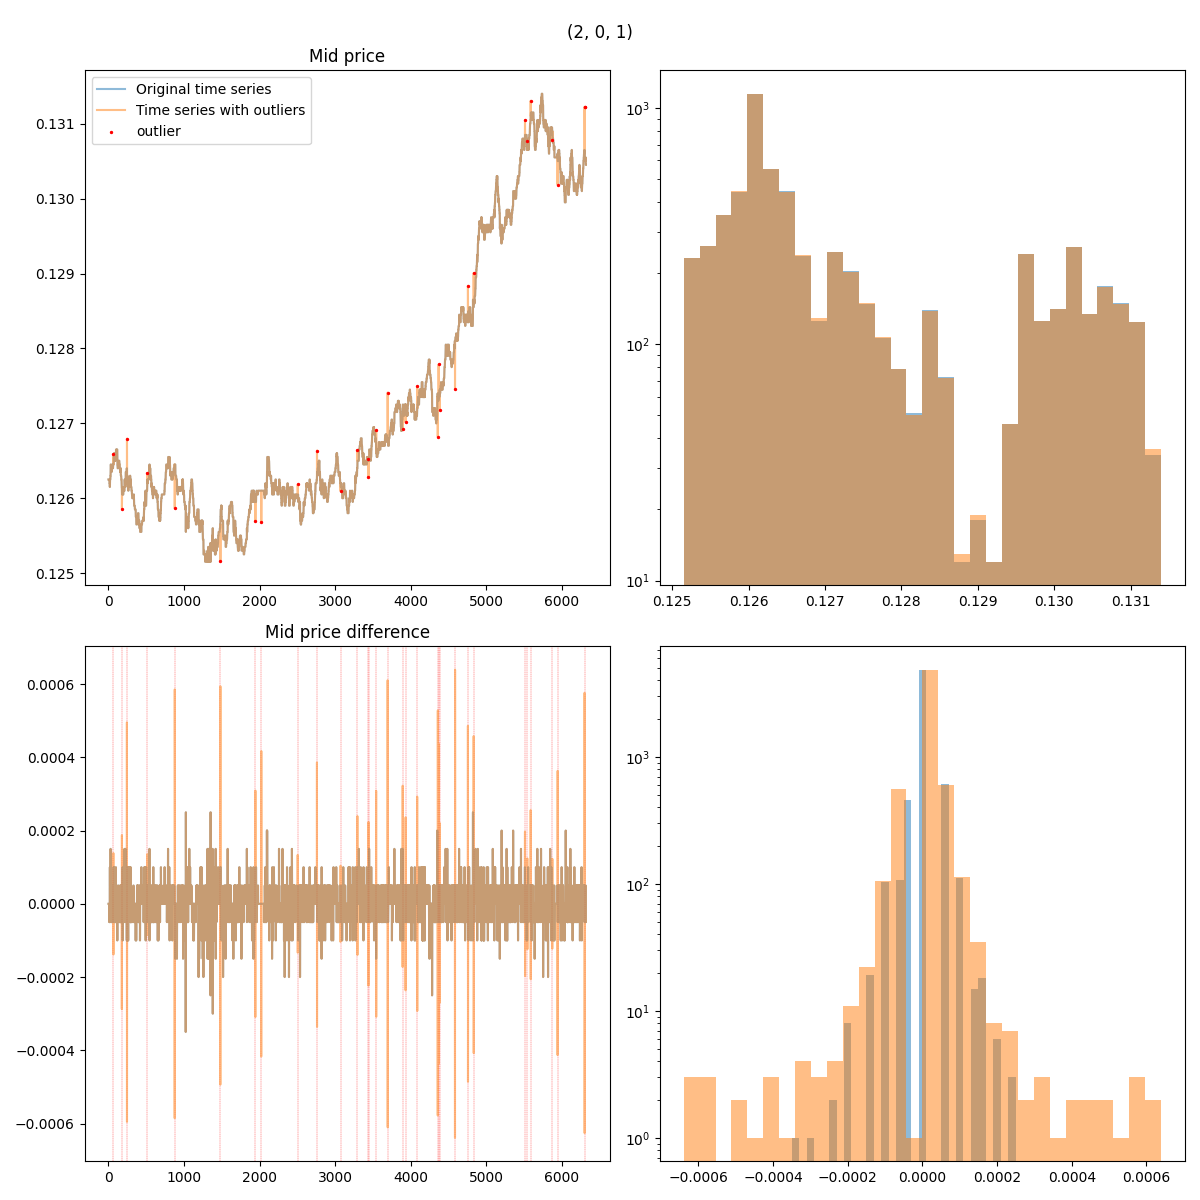 (2, 0, 1)
Mid price
Original time series
Time series with outliers
outlier
0.131
0.130
0.129
0.128
0.127
0.126
0.125
0 1000 2000 3000 4000 5000 6000
10³
10²
10¹
0.125 0.126 0.127 0.128 0.129 0.130 0.131
Mid price difference
0.0006
0.0004
0.0002
0.0000
−0.0002
−0.0004
−0.0006
0 1000 2000 3000 4000 5000 6000
10³
10²
10¹
10⁰
−0.0006 −0.0004 −0.0002 0.0000 0.0002 0.0004 0.0006